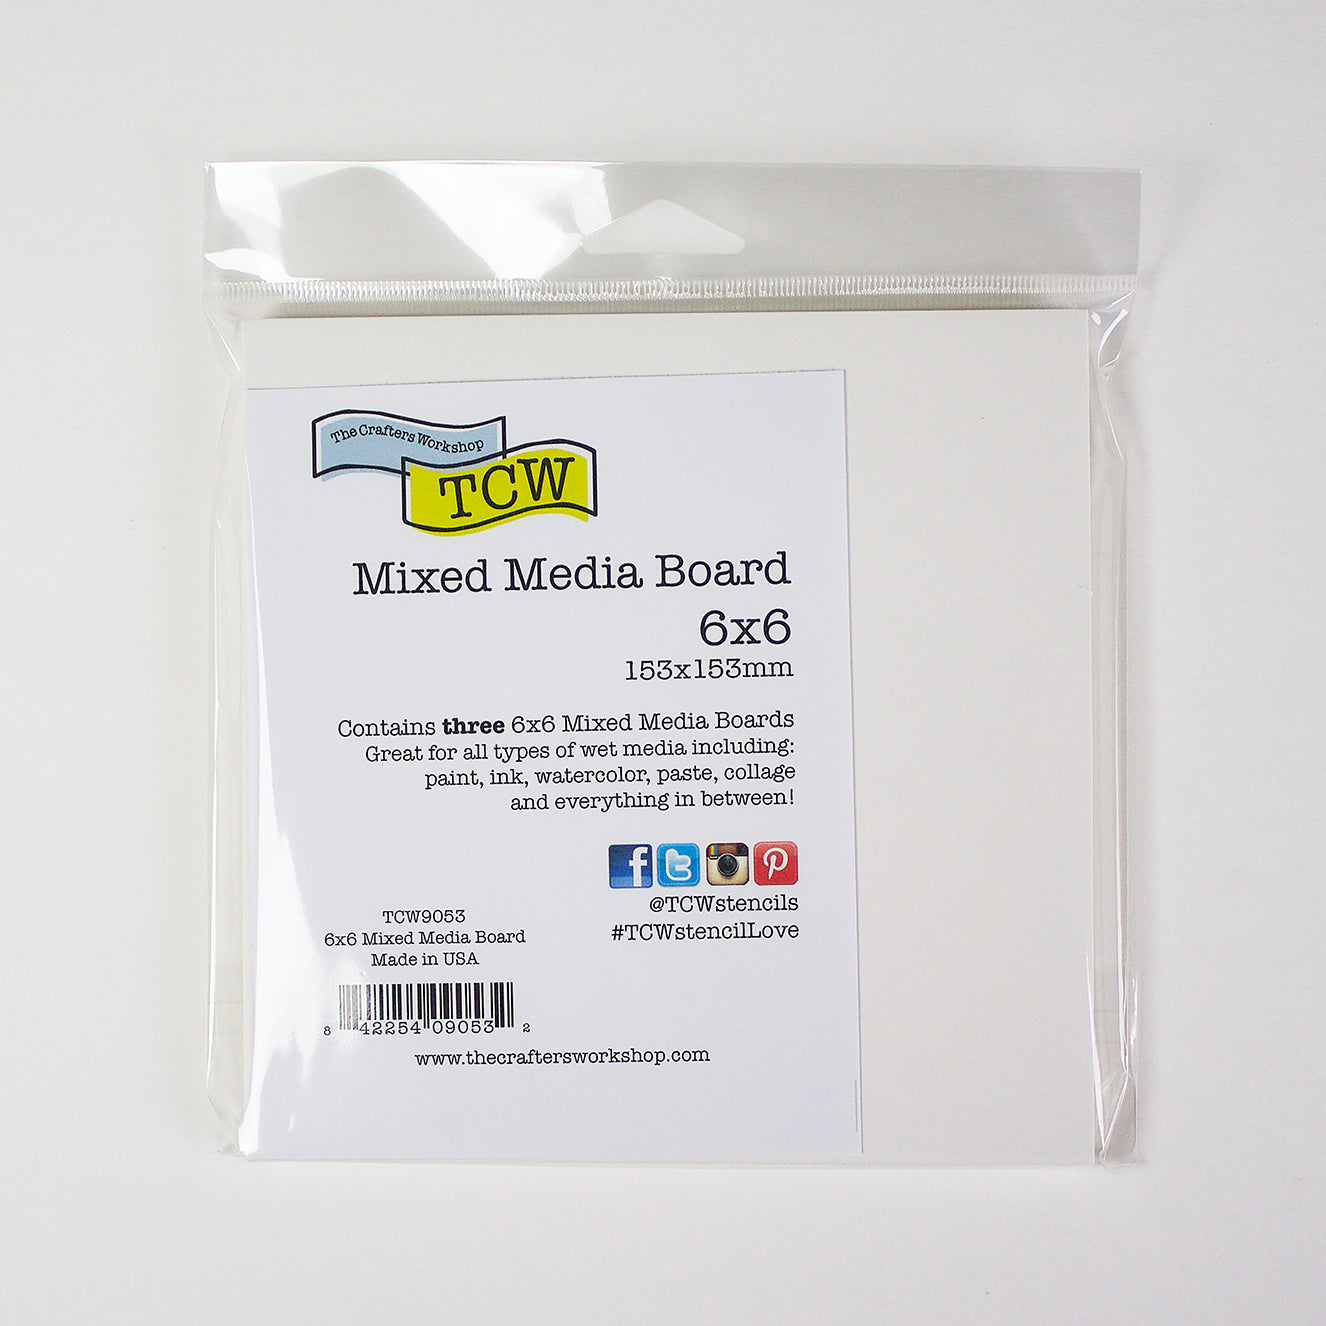 The Crafters Workshop
TCW
Mixed Media Board
6x6
153x153mm
Contains three 6x6 Mixed Media Boards
Great for all types of wet media including:
paint, ink, watercolor, paste, collage
and everything in between!
@TCWstencils
#TCWstencilLove
TCW9053
6x6 Mixed Media Board
Made in USA
8 42254 09053 2
www.thecraftersworkshop.com